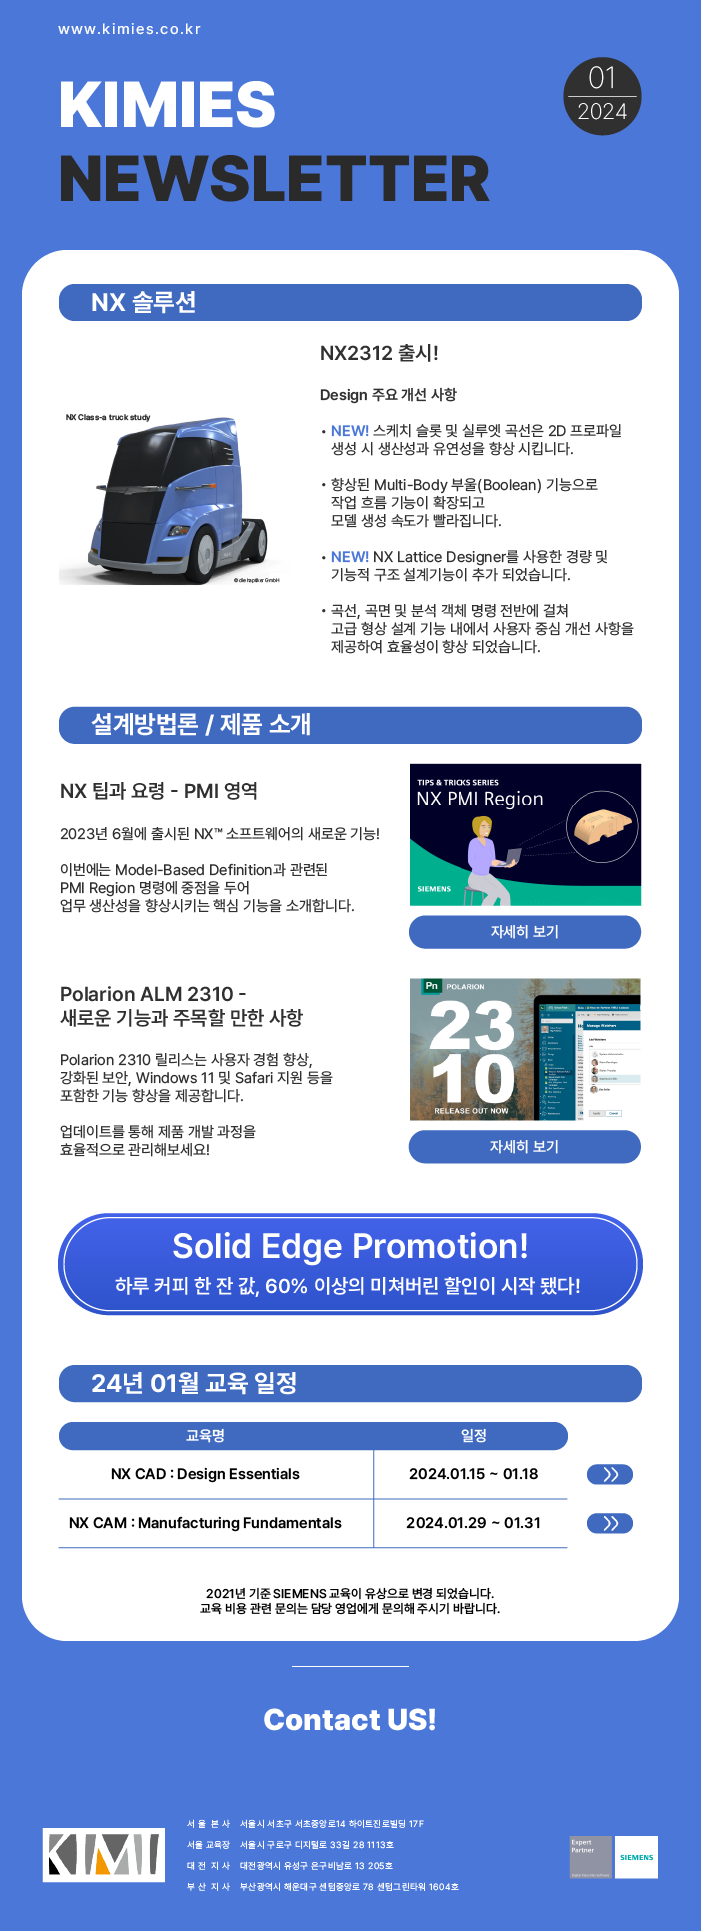 www.kimies.co.kr
KIMIES
NEWSLETTER
01
2024
NX 솔루션
NX2312 출시!
Design 주요 개선 사항
• NEW! 스케치 슬롯 및 실루엣 곡선은 2D 프로파일
생성 시 생산성과 유연성을 향상 시킵니다.
• 향상된 Multi-Body 부울(Boolean) 기능으로
작업 흐름 기능이 확장되고
모델 생성 속도가 빨라집니다.
• NEW! NX Lattice Designer를 사용한 경량 및
기능적 구조 설계기능이 추가 되었습니다.
• 곡선, 곡면 및 분석 객체 명령 전반에 걸쳐
고급 형상 설계 기능 내에서 사용자 중심 개선 사항을
제공하여 효율성이 향상 되었습니다.
NX Class-a truck study
설계방법론 / 제품 소개
NX 팁과 요령 - PMI 영역
2023년 6월에 출시된 NX™ 소프트웨어의 새로운 기능!
이번에는 Model-Based Definition과 관련된
PMI Region 명령에 중점을 두어
업무 생산성을 향상시키는 핵심 기능을 소개합니다.
TIPS & TRICKS SERIES
NX PMI Region
SIEMENS
자세히 보기
Polarion ALM 2310 -
새로운 기능과 주목할 만한 사항
Polarion 2310 릴리스는 사용자 경험 향상,
강화된 보안, Windows 11 및 Safari 지원 등을
포함한 기능 향상을 제공합니다.
업데이트를 통해 제품 개발 과정을
효율적으로 관리해보세요!
Pn POLARION
23
10
RELEASE OUT NOW
Manage Watchers
자세히 보기
Solid Edge Promotion!
하루 커피 한 잔 값, 60% 이상의 미쳐버린 할인이 시작 됐다!
24년 01월 교육 일정
교육명 일정
NX CAD : Design Essentials 2024.01.15 ~ 01.18
NX CAM : Manufacturing Fundamentals 2024.01.29 ~ 01.31
2021년 기준 SIEMENS 교육이 유상으로 변경 되었습니다.
교육 비용 관련 문의는 담당 영업에게 문의해 주시기 바랍니다.
Contact US!
KIMI
서울 본사 서울시 서초구 서초중앙로14 하이트진로빌딩 17F
서울 교육장 서울시 구로구 디지털로 33길 28 1113호
대전 지사 대전광역시 유성구 은구비남로 13 205호
부산 지사 부산광역시 해운대구 센텀중앙로 78 센텀그린타워 1604호
Expert
Partner
SIEMENS